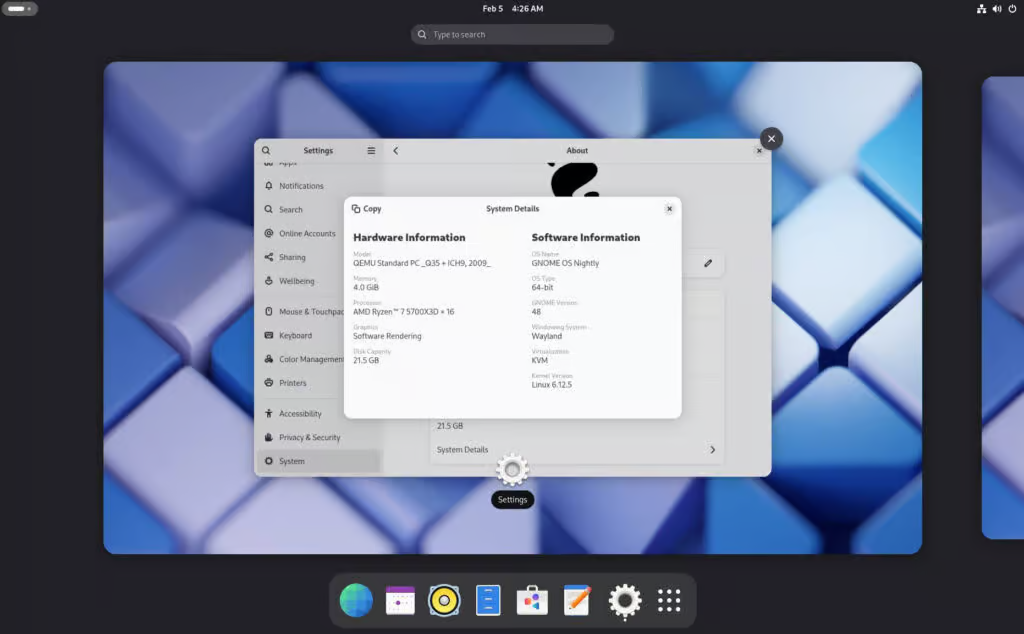 Feb 5 4:26 AM
Type to search
Settings
About
Apps
Notifications
Search
Online Accounts
Sharing
Wellbeing
Mouse & Touchpad
Keyboard
Color Management
Printers
Accessibility
Privacy & Security
System
Copy
System Details
Hardware Information
Model
QEMU Standard PC _Q35 + ICH9, 2009_
Memory
4.0 GiB
Processor
AMD Ryzen™ 7 5700X3D × 16
Graphics
Software Rendering
Disk Capacity
21.5 GB
Software Information
OS Name
GNOME OS Nightly
OS Type
64-bit
GNOME Version
48
Windowing System
Wayland
Virtualization
KVM
Kernel Version
Linux 6.12.5
21.5 GB
System Details
Settings